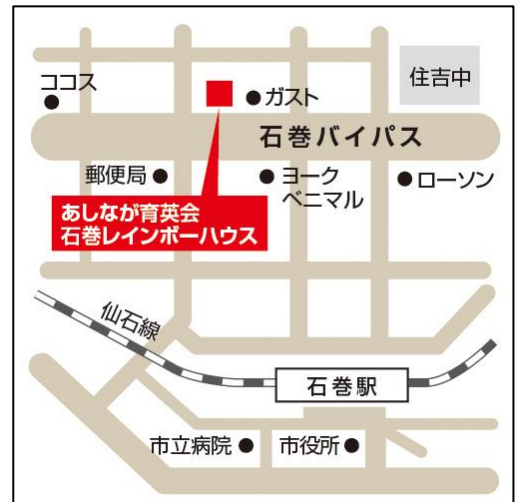 ココス
ガスト
住吉中
石巻バイパス
郵便局
ヨーク
ベニマル
ローソン
あしなが育英会
石巻レインボーハウス
仙石線
石巻駅
市立病院
市役所